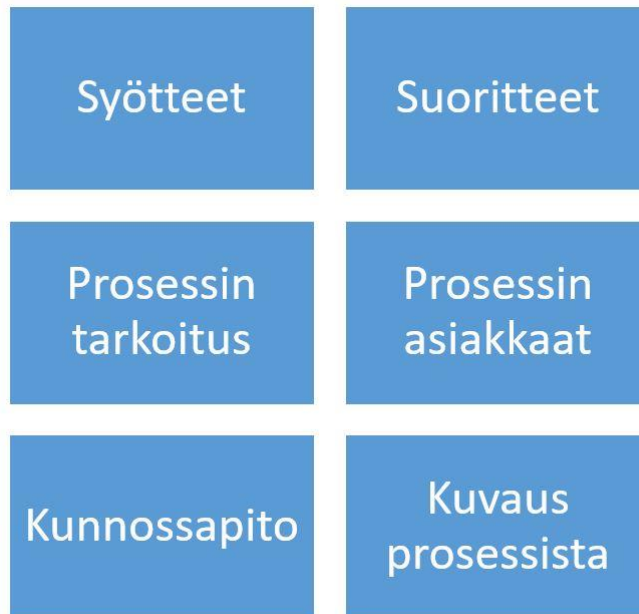 Syötteet
Suoritteet
Prosessin
tarkoitus
Prosessin
asiakkaat
Kunnossapito
Kuvaus
prosessista